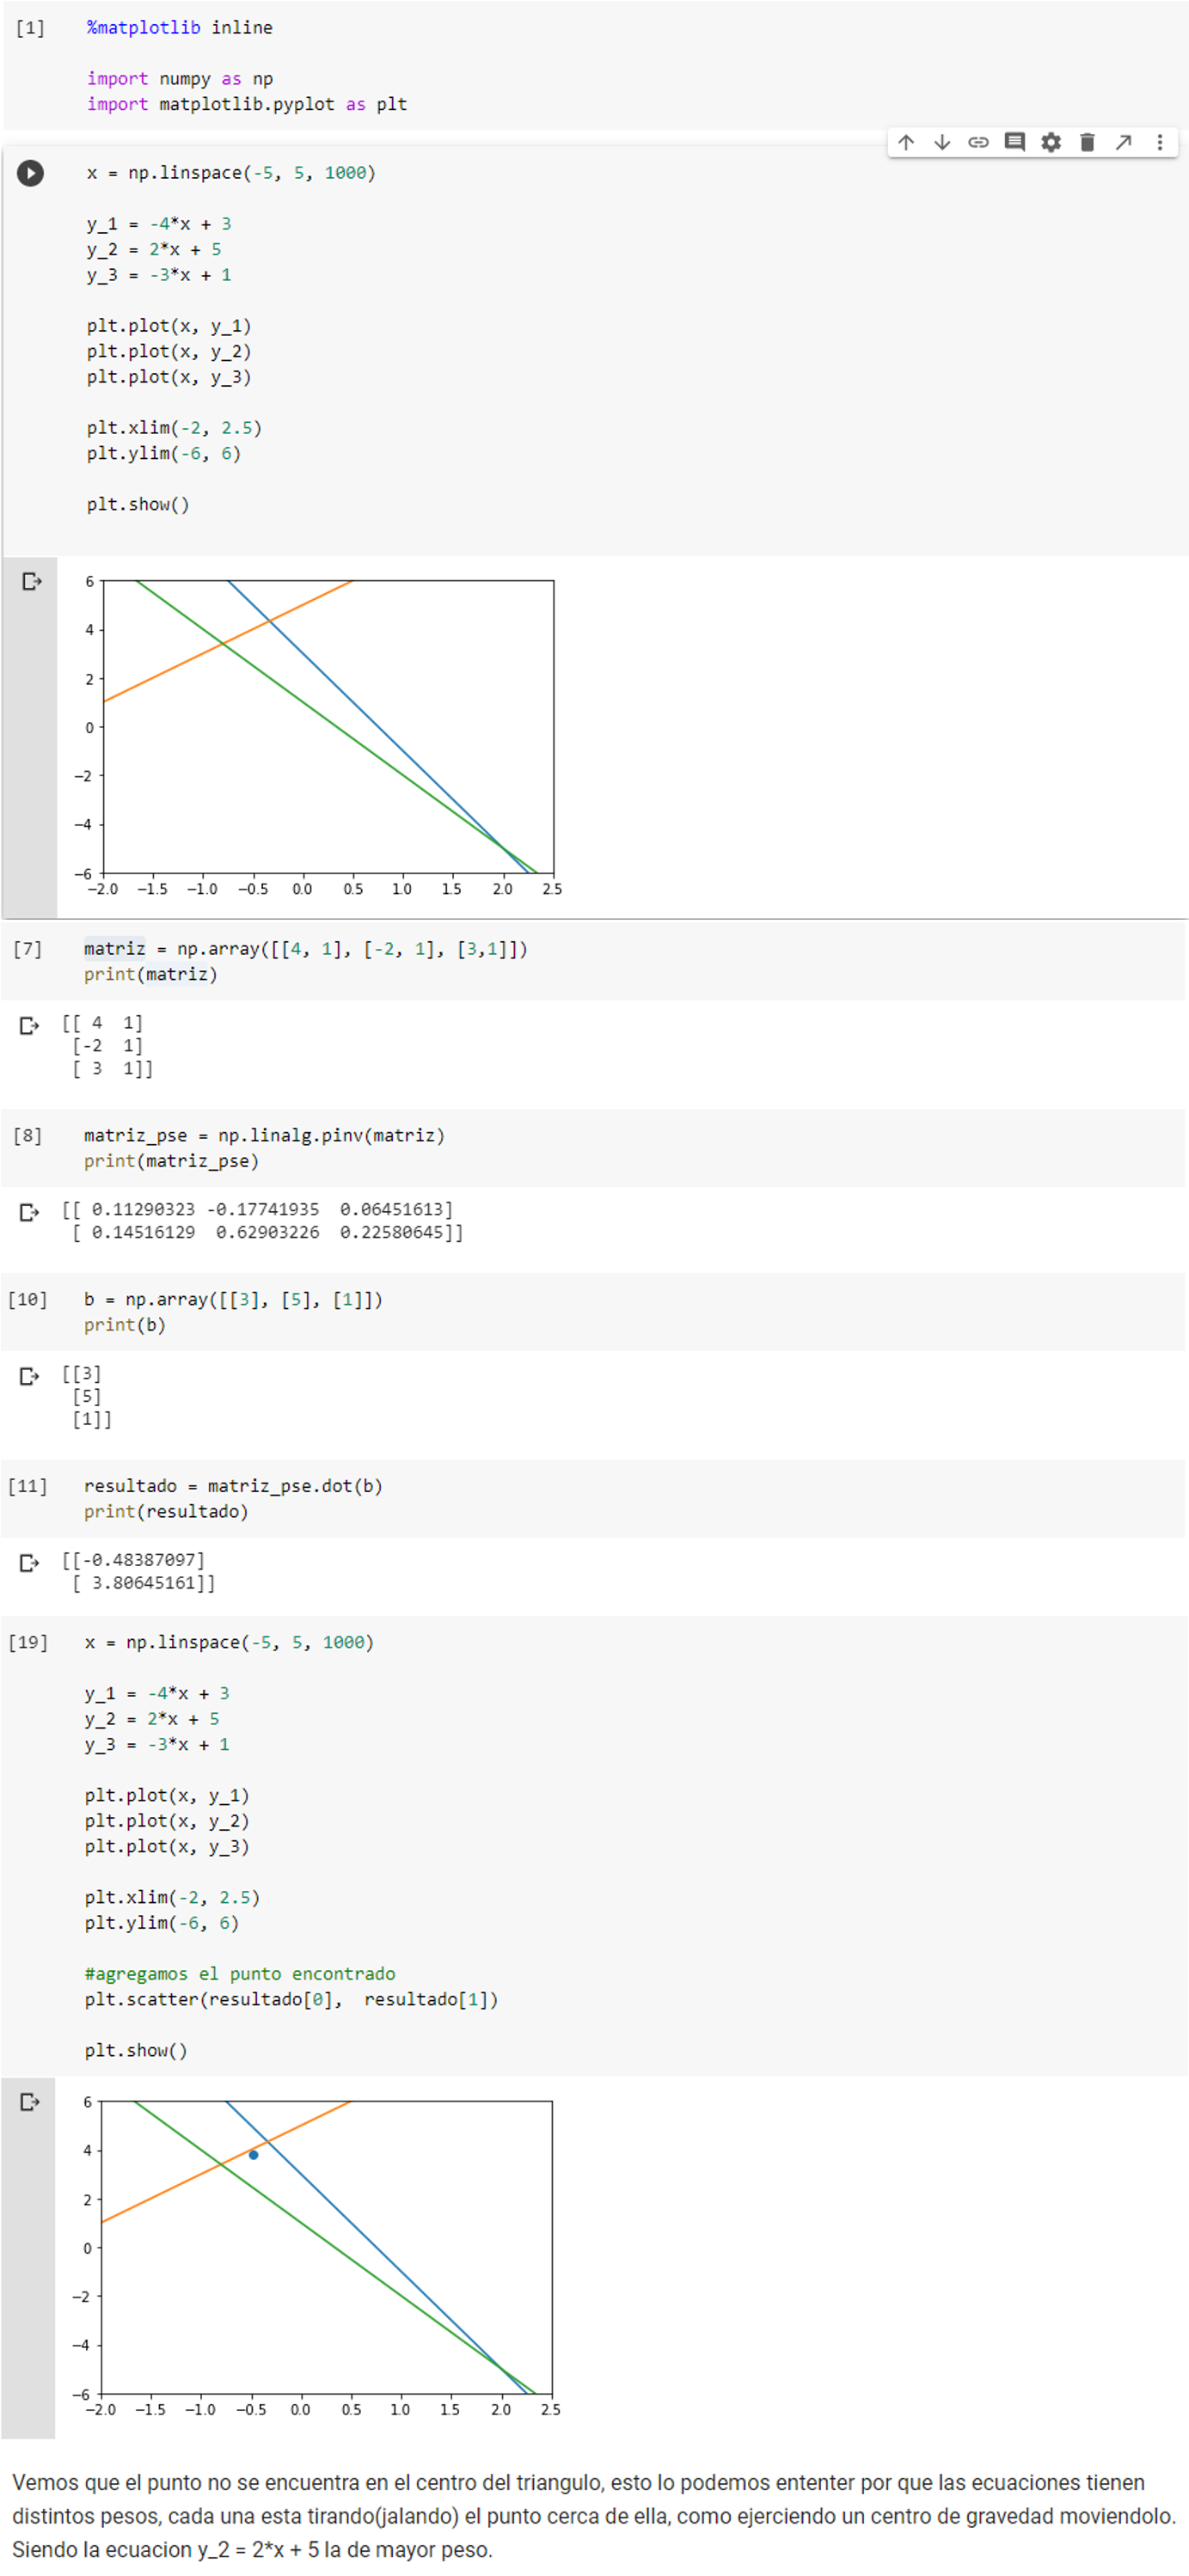 [1] %matplotlib inline
import numpy as np
import matplotlib.pyplot as plt
x = np.linspace(-5, 5, 1000)
y_1 = -4*x + 3
y_2 = 2*x + 5
y_3 = -3*x + 1
plt.plot(x, y_1)
plt.plot(x, y_2)
plt.plot(x, y_3)
plt.xlim(-2, 2.5)
plt.ylim(-6, 6)
plt.show()
6
4
2
0
−2
−4
−6
−2.0 −1.5 −1.0 −0.5 0.0 0.5 1.0 1.5 2.0 2.5
[7] matriz = np.array([[4, 1], [-2, 1], [3,1]])
print(matriz)
[[ 4  1]
[-2  1]
[ 3  1]]
[8] matriz_pse = np.linalg.pinv(matriz)
print(matriz_pse)
[[ 0.11290323 -0.17741935  0.06451613]
[ 0.14516129  0.62903226  0.22580645]]
[10] b = np.array([[3], [5], [1]])
print(b)
[[3]
[5]
[1]]
[11] resultado = matriz_pse.dot(b)
print(resultado)
[[-0.48387097]
[ 3.80645161]]
[19] x = np.linspace(-5, 5, 1000)
y_1 = -4*x + 3
y_2 = 2*x + 5
y_3 = -3*x + 1
plt.plot(x, y_1)
plt.plot(x, y_2)
plt.plot(x, y_3)
plt.xlim(-2, 2.5)
plt.ylim(-6, 6)
#agregamos el punto encontrado
plt.scatter(resultado[0],  resultado[1])
plt.show()
6
4
2
0
−2
−4
−6
−2.0 −1.5 −1.0 −0.5 0.0 0.5 1.0 1.5 2.0 2.5
Vemos que el punto no se encuentra en el centro del triangulo, esto lo podemos ententer por que las ecuaciones tienen
distintos pesos, cada una esta tirando(jalando) el punto cerca de ella, como ejerciendo un centro de gravedad moviendolo.
Siendo la ecuacion y_2 = 2*x + 5 la de mayor peso.